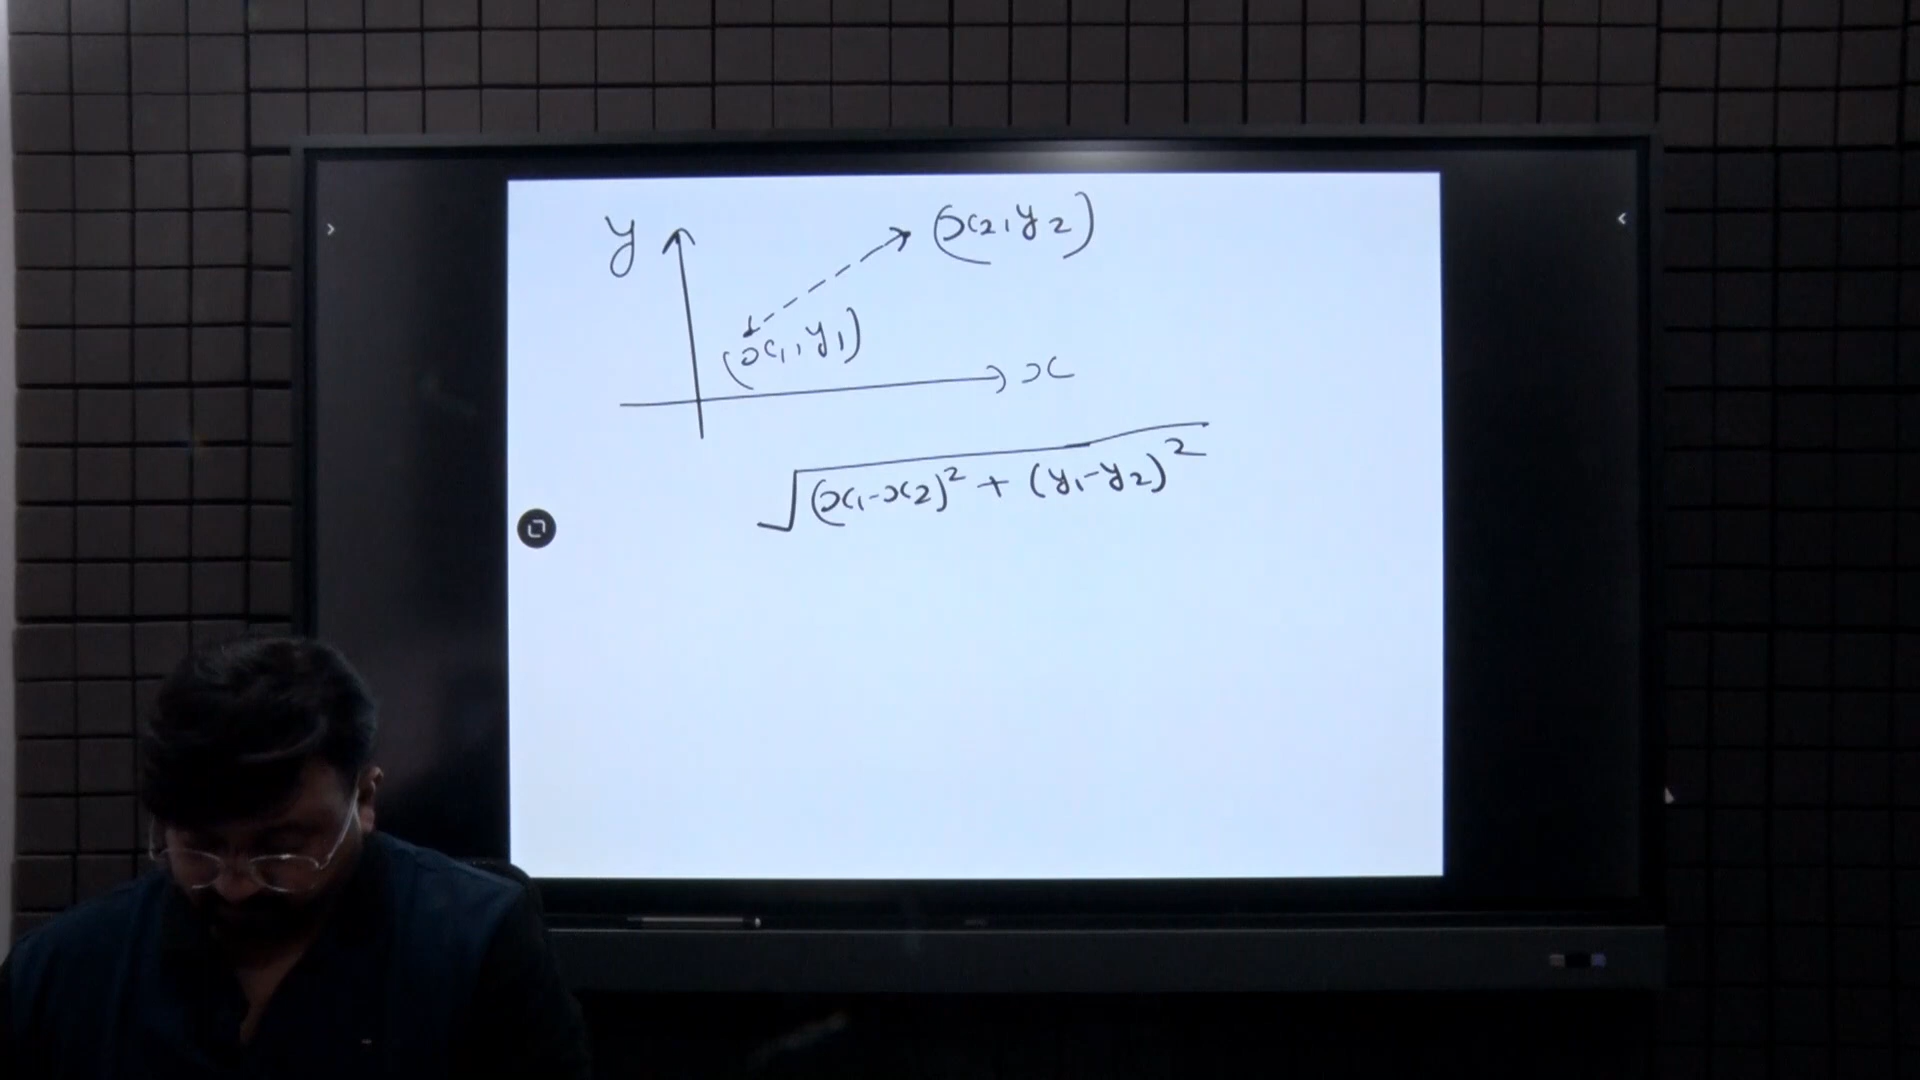 y
(x2, y2)
(x1, y1)
x
√(x1-x2)² + (y1-y2)²